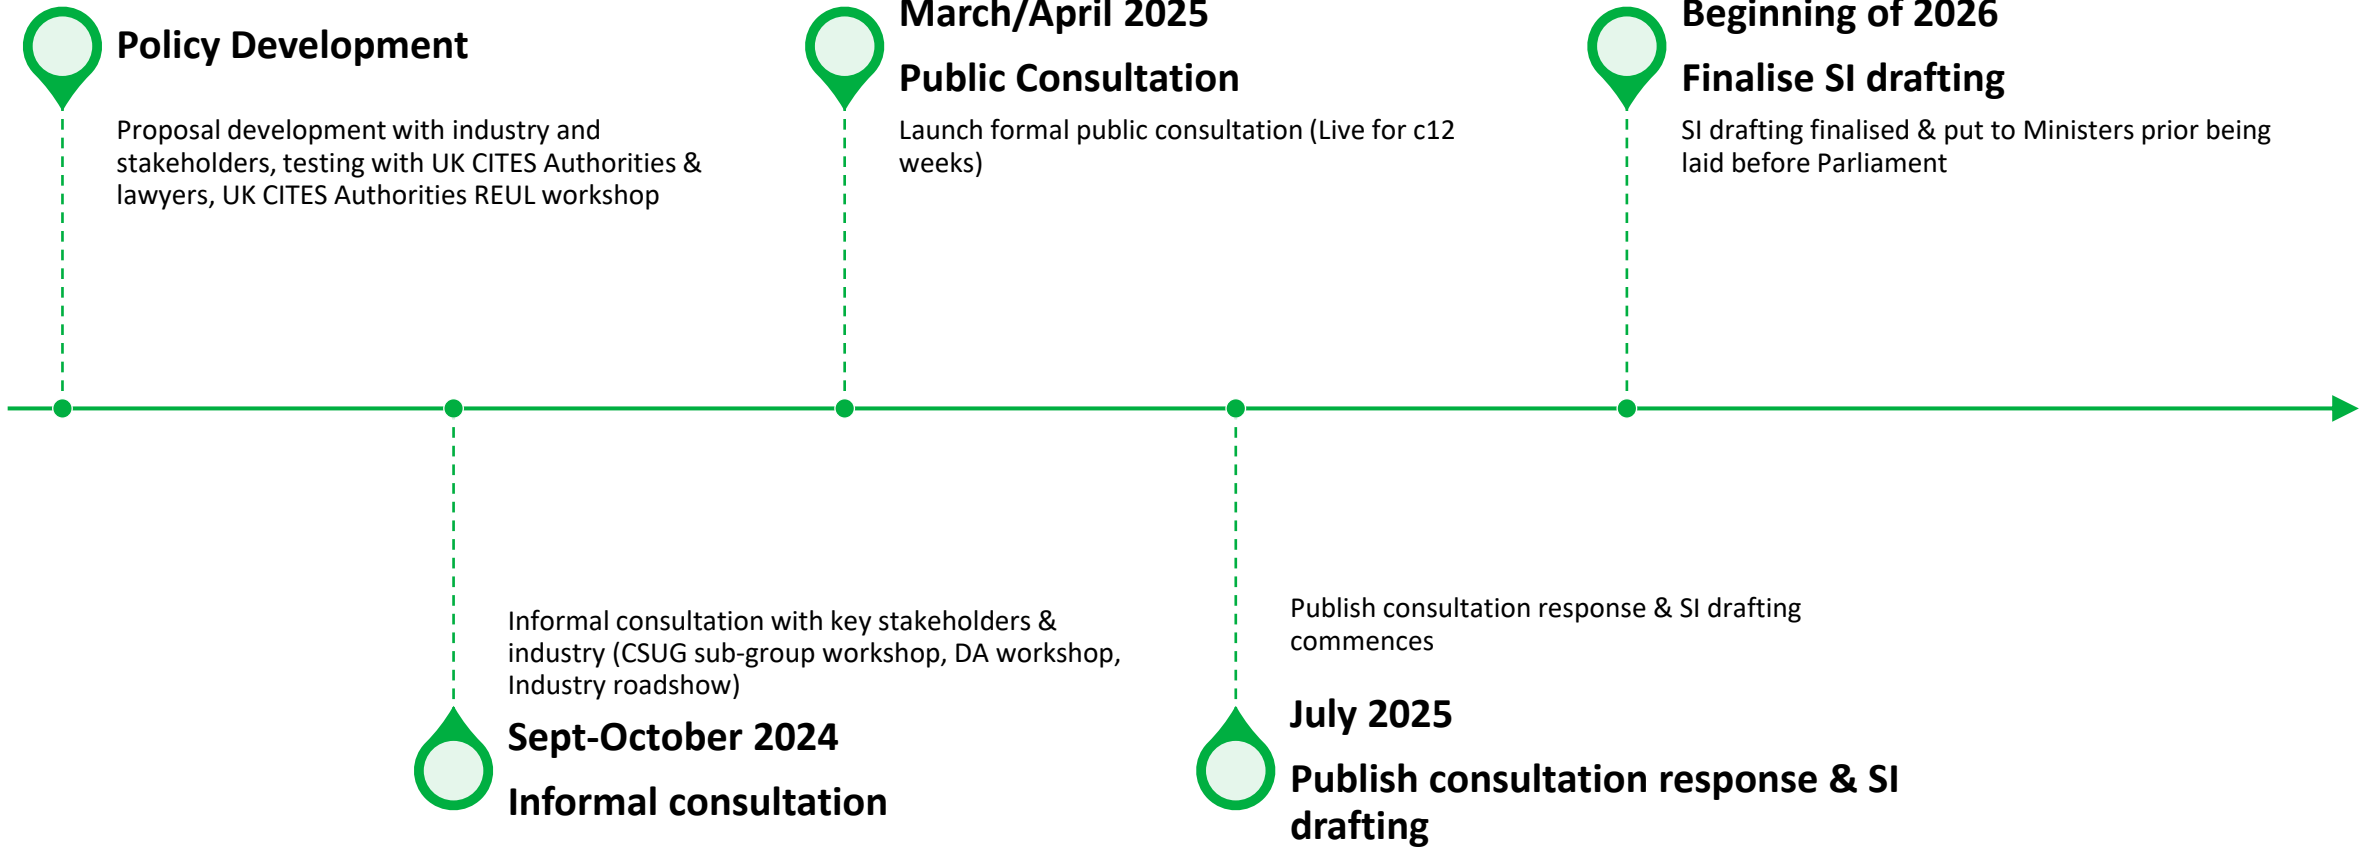 Policy Development
Proposal development with industry and
stakeholders, testing with UK CITES Authorities &
lawyers, UK CITES Authorities REUL workshop
Informal consultation with key stakeholders &
industry (CSUG sub-group workshop, DA workshop,
Industry roadshow)
Sept-October 2024
Informal consultation
March/April 2025
Public Consultation
Launch formal public consultation (Live for c12
weeks)
Publish consultation response & SI drafting
commences
July 2025
Publish consultation response & SI
drafting
Beginning of 2026
Finalise SI drafting
SI drafting finalised & put to Ministers prior being
laid before Parliament